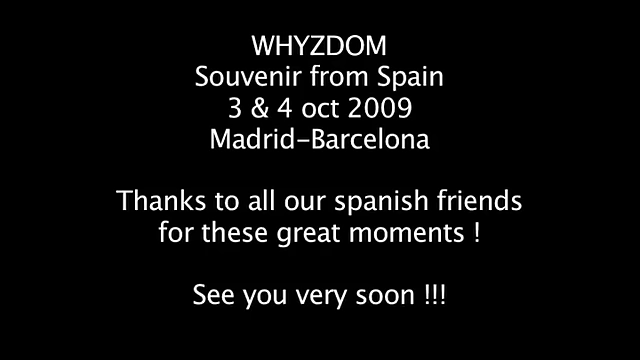 WHYZDOM
Souvenir from Spain
3 & 4 oct 2009
Madrid-Barcelona
Thanks to all our spanish friends
for these great moments !
See you very soon !!!